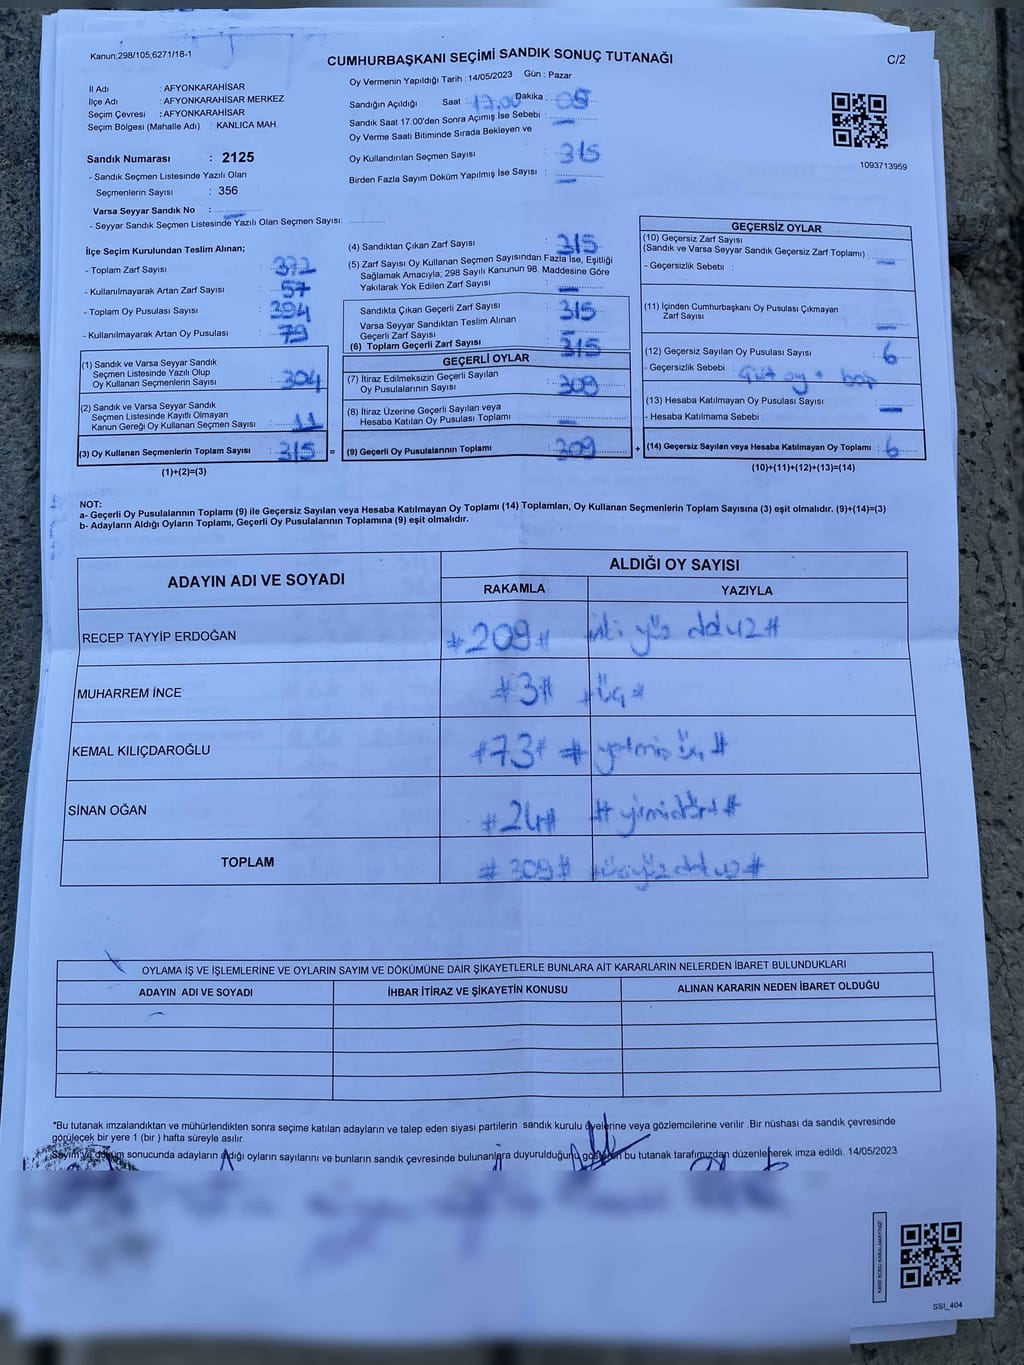 Kanun;298/105;6271/18-1
CUMHURBAŞKANI SEÇİMİ SANDIK SONUÇ TUTANAĞI
C/2
İl Adı : AFYONKARAHİSAR
İlçe Adı : AFYONKARAHİSAR MERKEZ
Seçim Çevresi : AFYONKARAHİSAR
Seçim Bölgesi (Mahalle Adı) : KANLICA MAH.
Sandık Numarası : 2125
- Sandık Seçmen Listesinde Yazılı Olan
Seçmenlerin Sayısı : 356
Varsa Seyyar Sandık No :
- Seyyar Sandık Seçmen Listesinde Yazılı Olan Seçmen Sayısı:
Oy Vermenin Yapıldığı Tarih : 14/05/2023 Gün : Pazar
Sandığın Açıldığı Saat : 17.00 Dakika : 05
Sandık Saat 17:00'den Sonra Açımış İse Sebebi : —
Oy Verme Saati Bitiminde Sırada Bekleyen ve
Oy Kullandırılan Seçmen Sayısı : 315
Birden Fazla Sayım Döküm Yapılmış İse Sayısı : —
1093713959
İlçe Seçim Kurulundan Teslim Alınan;
- Toplam Zarf Sayısı : 372
- Kullanılmayarak Artan Zarf Sayısı : 57
- Toplam Oy Pusulası Sayısı : 394
- Kullanılmayarak Artan Oy Pusulası : 79
(1) Sandık ve Varsa Seyyar Sandık
Seçmen Listesinde Yazılı Olup
Oy Kullanan Seçmenlerin Sayısı : 304
(2) Sandık ve Varsa Seyyar Sandık
Seçmen Listesinde Kayıtlı Olmayan
Kanun Gereği Oy Kullanan Seçmen Sayısı : 11
(3) Oy Kullanan Seçmenlerin Toplam Sayısı : 315 =
(1)+(2)=(3)
(4) Sandıktan Çıkan Zarf Sayısı : 315
(5) Zarf Sayısı Oy Kullanan Seçmen Sayısından Fazla İse, Eşitliği
Sağlamak Amacıyla; 298 Sayılı Kanunun 98. Maddesine Göre
Yakılarak Yok Edilen Zarf Sayısı : —
Sandıkta Çıkan Geçerli Zarf Sayısı : 315
Varsa Seyyar Sandıktan Teslim Alınan
Geçerli Zarf Sayısı : —
(6) Toplam Geçerli Zarf Sayısı : 315
GEÇERLİ OYLAR
(7) İtiraz Edilmeksizin Geçerli Sayılan
Oy Pusulalarının Sayısı : 309
(8) İtiraz Üzerine Geçerli Sayılan veya
Hesaba Katılan Oy Pusulası Toplamı : —
(9) Geçerli Oy Pusulalarının Toplamı : 309 +
GEÇERSİZ OYLAR
(10) Geçersiz Zarf Sayısı
(Sandık ve Varsa Seyyar Sandık Geçersiz Zarf Toplamı) : —
- Geçersizlik Sebebi :
(11) İçinden Cumhurbaşkanı Oy Pusulası Çıkmayan
Zarf Sayısı : —
(12) Geçersiz Sayılan Oy Pusulası Sayısı : 6
- Geçersizlik Sebebi : Çift oy + boş
(13) Hesaba Katılmayan Oy Pusulası Sayısı : —
- Hesaba Katılmama Sebebi :
(14) Geçersiz Sayılan veya Hesaba Katılmayan Oy Toplamı : 6
(10)+(11)+(12)+(13)=(14)
NOT:
a- Geçerli Oy Pusulalarının Toplamı (9) ile Geçersiz Sayılan veya Hesaba Katılmayan Oy Toplamı (14) Toplamları, Oy Kullanan Seçmenlerin Toplam Sayısına (3) eşit olmalıdır. (9)+(14)=(3)
b- Adayların Aldığı Oyların Toplamı, Geçerli Oy Pusulalarının Toplamına (9) eşit olmalıdır.
ADAYIN ADI VE SOYADI
ALDIĞI OY SAYISI
RAKAMLA YAZIYLA
RECEP TAYYİP ERDOĞAN #209# iki yüz dokuz#
MUHARREM İNCE #3# #üç#
KEMAL KILIÇDAROĞLU #73# # yetmiş üç#
SİNAN OĞAN #24# # yirmidört#
TOPLAM #309# #üçyüz dokuz#
OYLAMA İŞ VE İŞLEMLERİNE VE OYLARIN SAYIM VE DÖKÜMÜNE DAİR ŞİKAYETLERLE BUNLARA AİT KARARLARIN NELERDEN İBARET BULUNDUKLARI
ADAYIN ADI VE SOYADI İHBAR İTİRAZ VE ŞİKAYETİN KONUSU ALINAN KARARIN NEDEN İBARET OLDUĞU
*Bu tutanak imzalandıktan ve mühürlendikten sonra seçime katılan adayların ve talep eden siyasi partilerin sandık kurulu üyelerine veya gözlemcilerine verilir .Bir nüshası da sandık çevresinde
görülecek bir yere 1 (bir ) hafta süreyle asılır.
Sayım ve döküm sonucunda adayların aldığı oyların sayılarını ve bunların sandık çevresinde bulunanlara duyurulduğunu gösteren bu tutanak tarafımızdan düzenlenerek imza edildi. 14/05/2023
KARE KODU KARALAMAYINIZ!
SSI_404